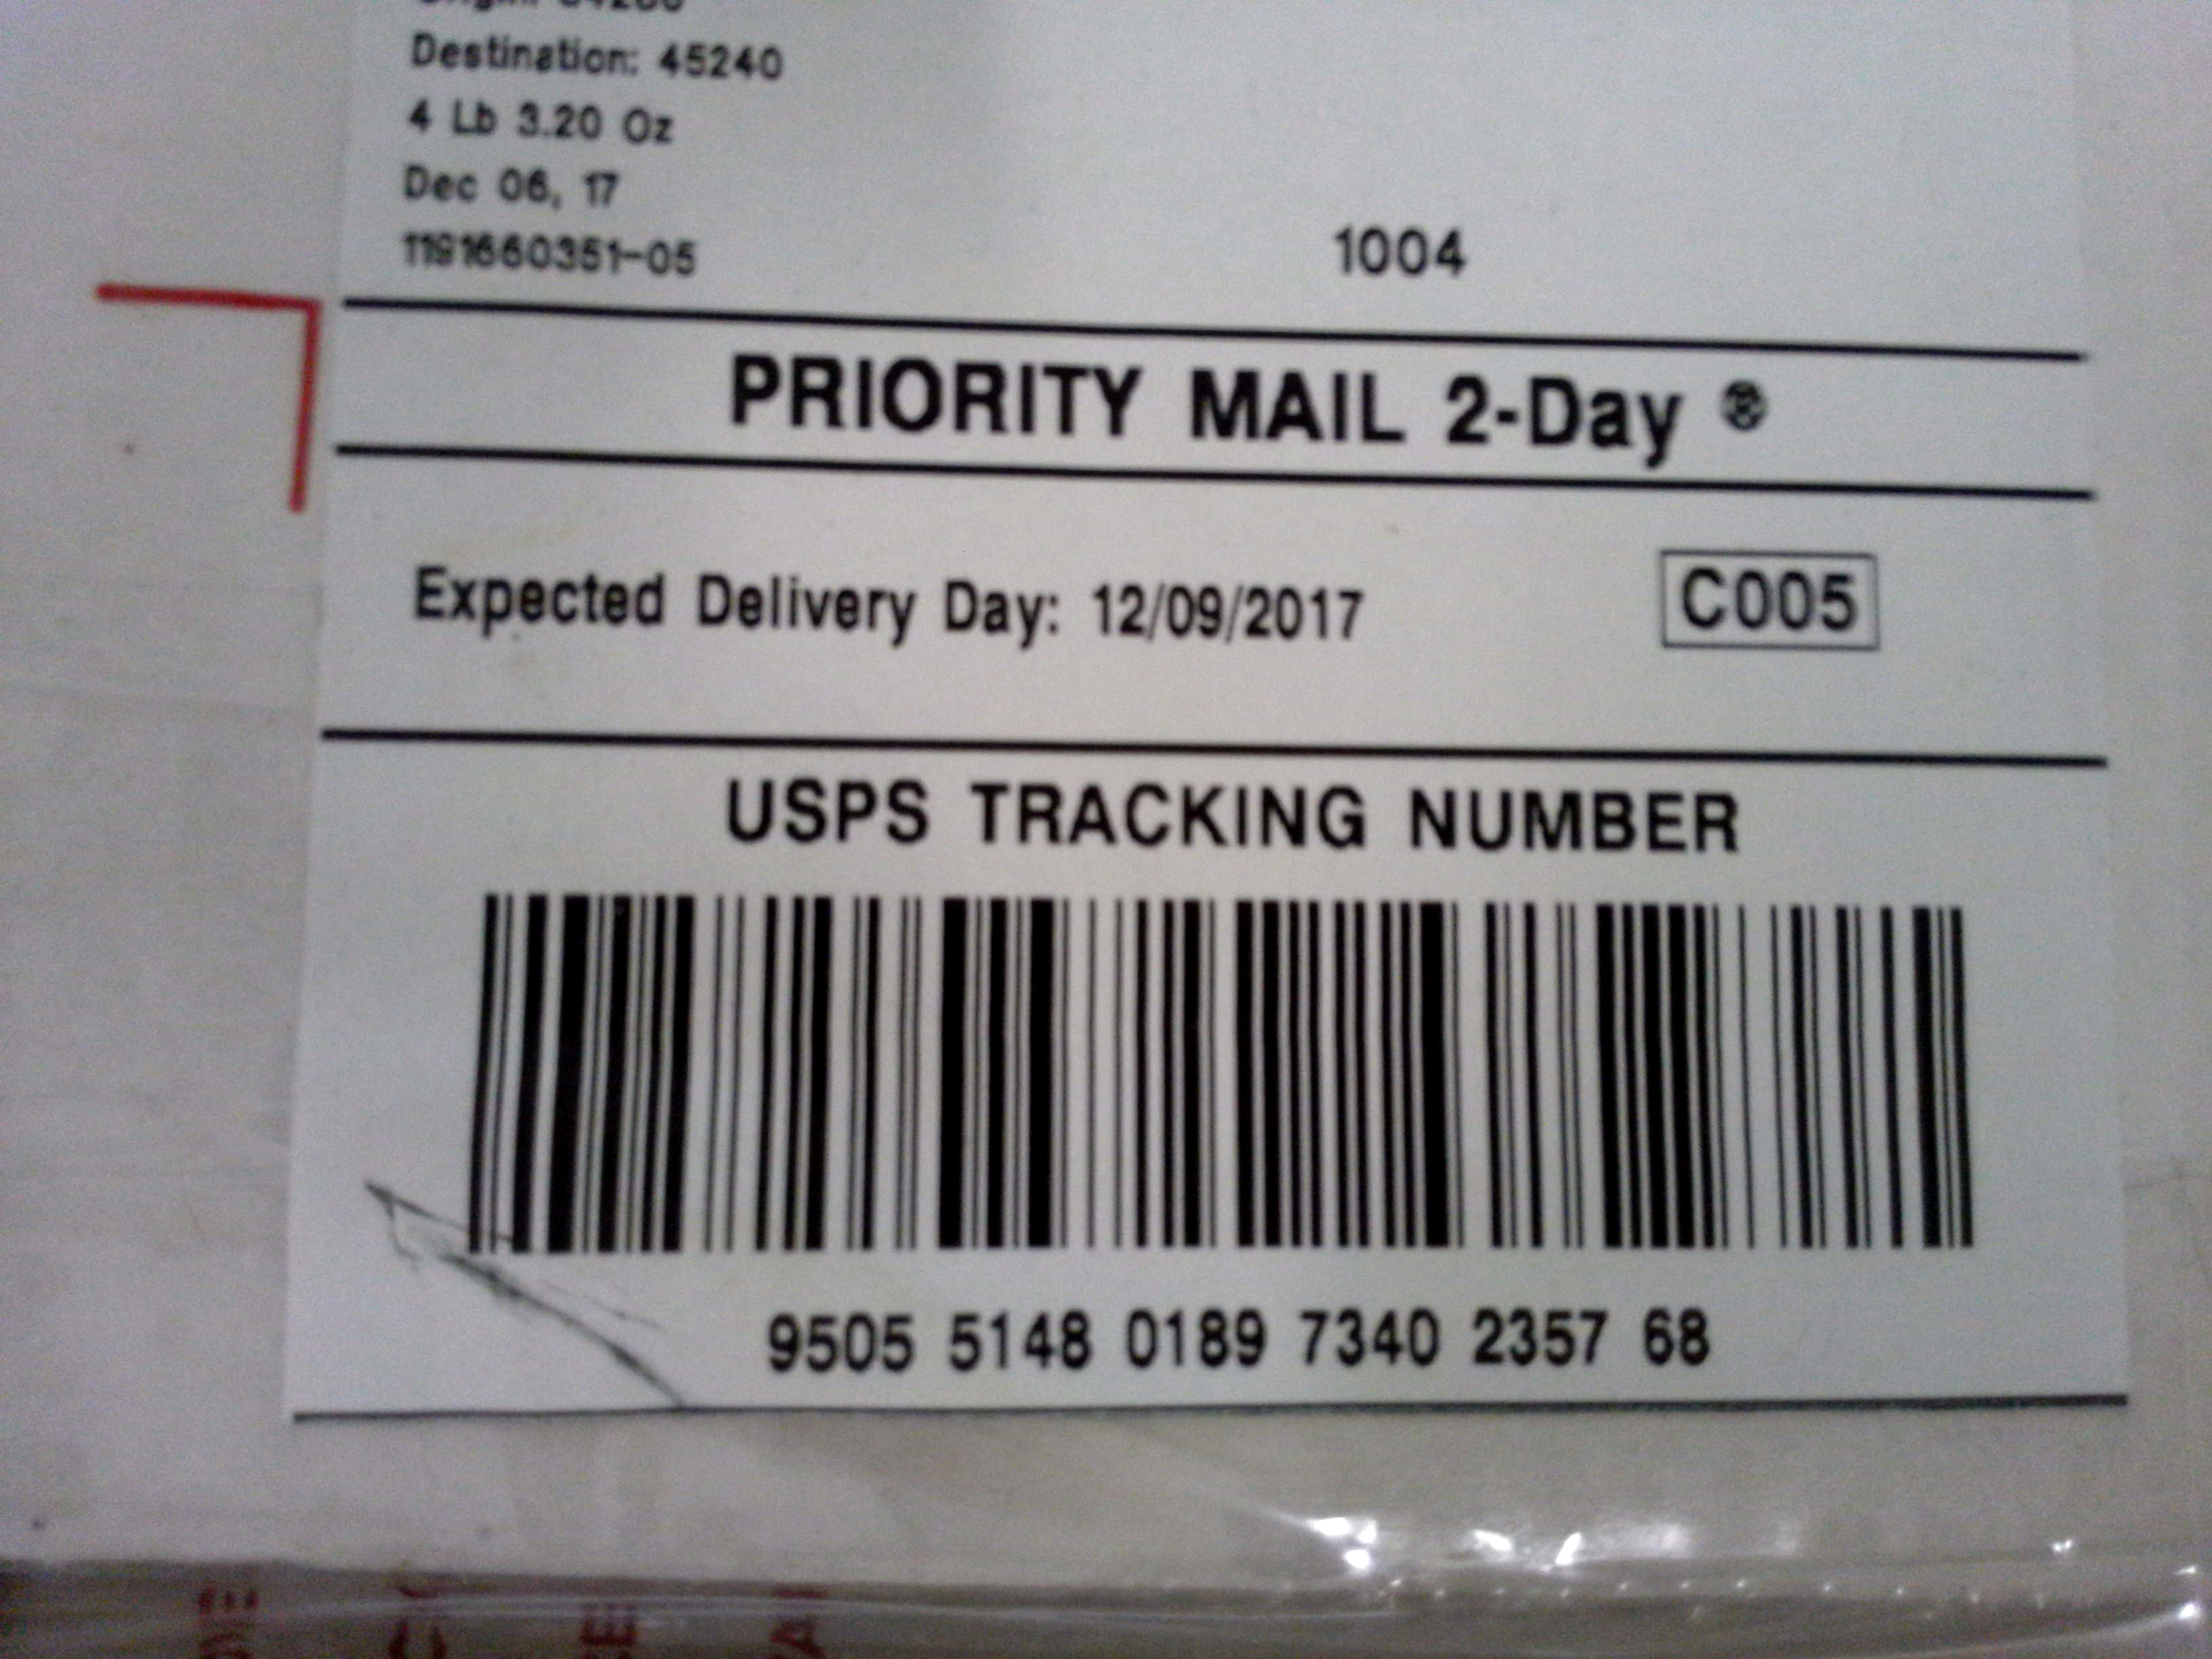 Destination: 45240
4 Lb 3.20 Oz
Dec 06, 17
1191660351-05
1004
PRIORITY MAIL 2-Day ®
Expected Delivery Day: 12/09/2017
C005
USPS TRACKING NUMBER
9505 5148 0189 7340 2357 68